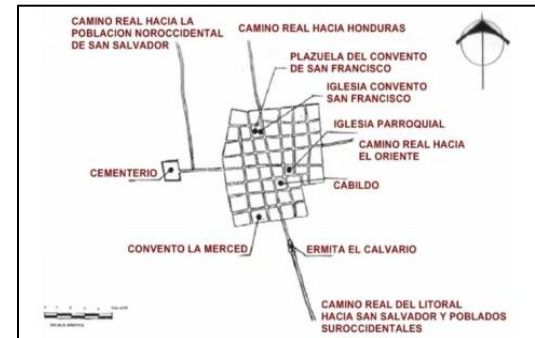 CAMINO REAL HACIA LA
POBLACION NOROCCIDENTAL
DE SAN SALVADOR
CAMINO REAL HACIA HONDURAS
PLAZUELA DEL CONVENTO
DE SAN FRANCISCO
IGLESIA CONVENTO
SAN FRANCISCO
IGLESIA PARROQUIAL
CAMINO REAL HACIA
EL ORIENTE
CEMENTERIO
CABILDO
CONVENTO LA MERCED
ERMITA EL CALVARIO
CAMINO REAL DEL LITORAL
HACIA SAN SALVADOR Y POBLADOS
SUROCCIDENTALES